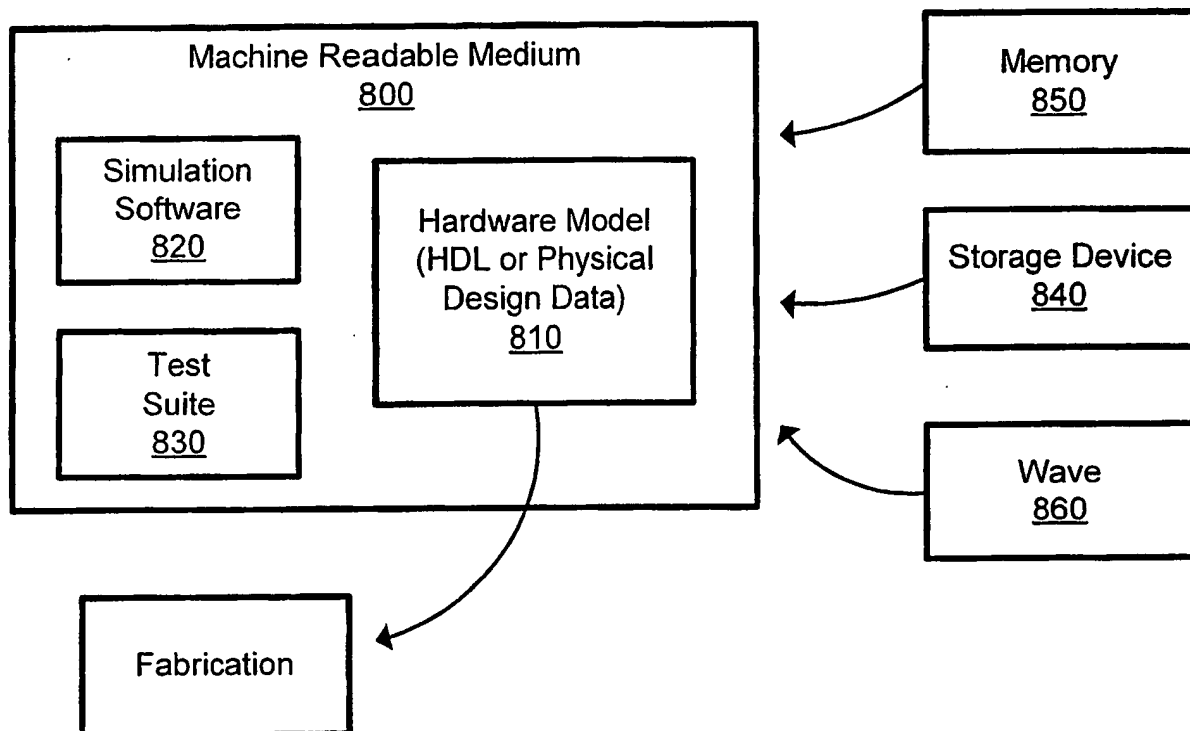 Machine Readable Medium
800
Simulation
Software
820
Test
Suite
830
Hardware Model
(HDL or Physical
Design Data)
810
Memory
850
Storage Device
840
Wave
860
Fabrication